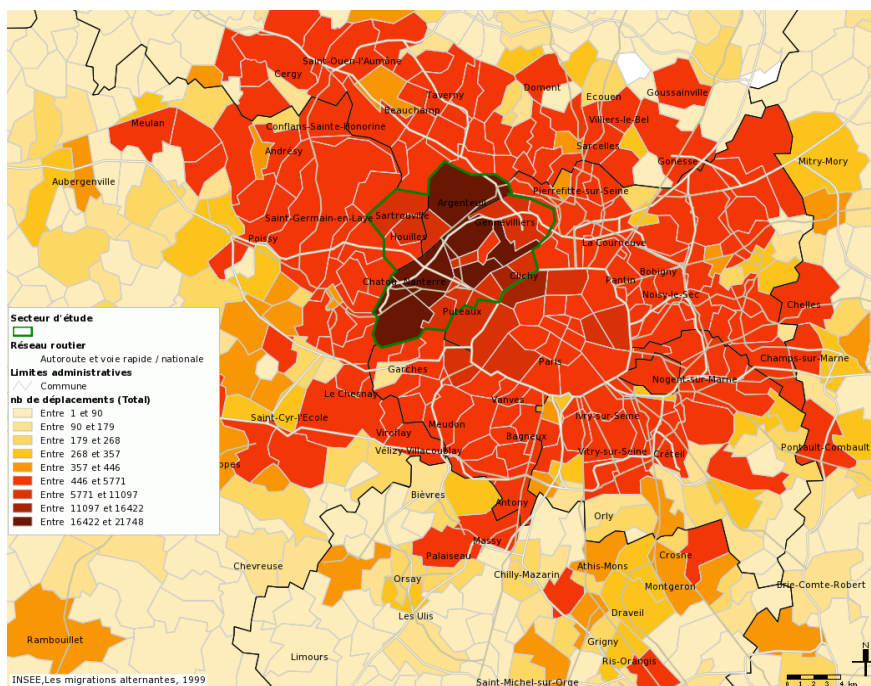 Saint-Ouen-l'Aumône
Cergy
Taverny
Domont
Ecouen
Goussainville
Beauchamp
Meulan
Conflans-Sainte-Honorine
Villiers-le-Bel
Sarcelles
Andrésy
Gonesse
Mitry-Mory
Aubergenville
Pierrefitte-sur-Seine
Argenteuil
Saint-Germain-en-Laye
Sartrouville
Gennevilliers
Poissy
Houilles
La Courneuve
Chatou
Nanterre
Clichy
Pantin
Bobigny
Noisy-le-Sec
Chelles
Puteaux
Paris
Champs-sur-Marne
Garches
Nogent-sur-Marne
Le Chesnay
Vanves
Saint-Cyr-l'Ecole
Meudon
Ivry-sur-Seine
Viroflay
Bagneux
Vélizy-Villacoublay
Vitry-sur-Seine
Créteil
Pontault-Combault
opes
Bièvres
Antony
Orly
Massy
Palaiseau
Crosne
Chevreuse
Chilly-Mazarin
Athis-Mons
Orsay
Montgeron
Brie-Comte-Robert
Les Ulis
Draveil
Rambouillet
Grigny
Limours
Ris-Orangis
Saint-Michel-sur-Orge
Secteur d'étude
Réseau routier
Autoroute et voie rapide / nationale
Limites administratives
Commune
nb de déplacements (Total)
Entre 1 et 90
Entre 90 et 179
Entre 179 et 268
Entre 268 et 357
Entre 357 et 446
Entre 446 et 5771
Entre 5771 et 11097
Entre 11097 et 16422
Entre 16422 et 21748
INSEE,Les migrations alternantes, 1999
N
0 1 2 3 4 km